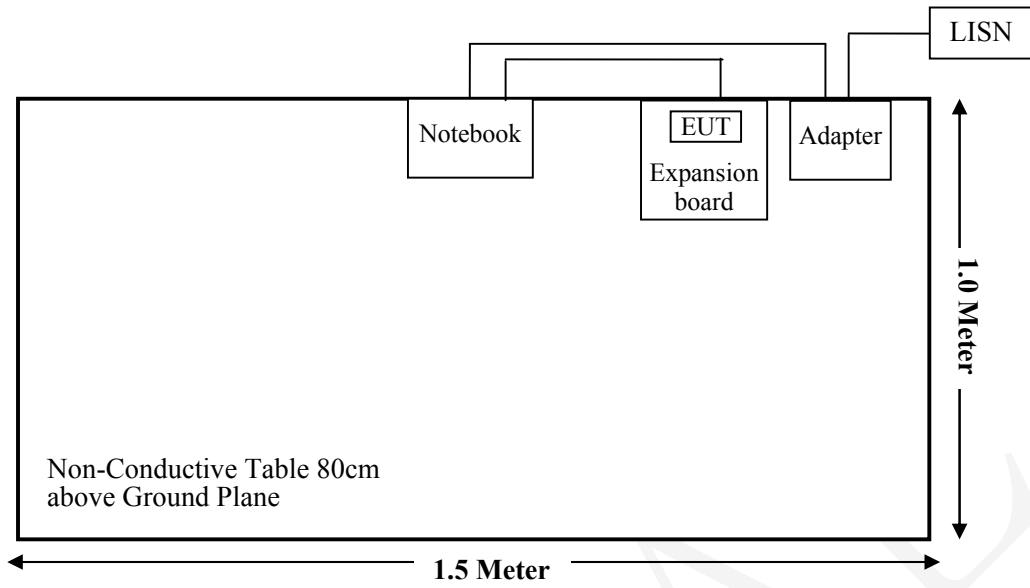 LISN
Notebook
EUT
Expansion
board
Adapter
1.0 Meter
Non-Conductive Table 80cm
above Ground Plane
1.5 Meter